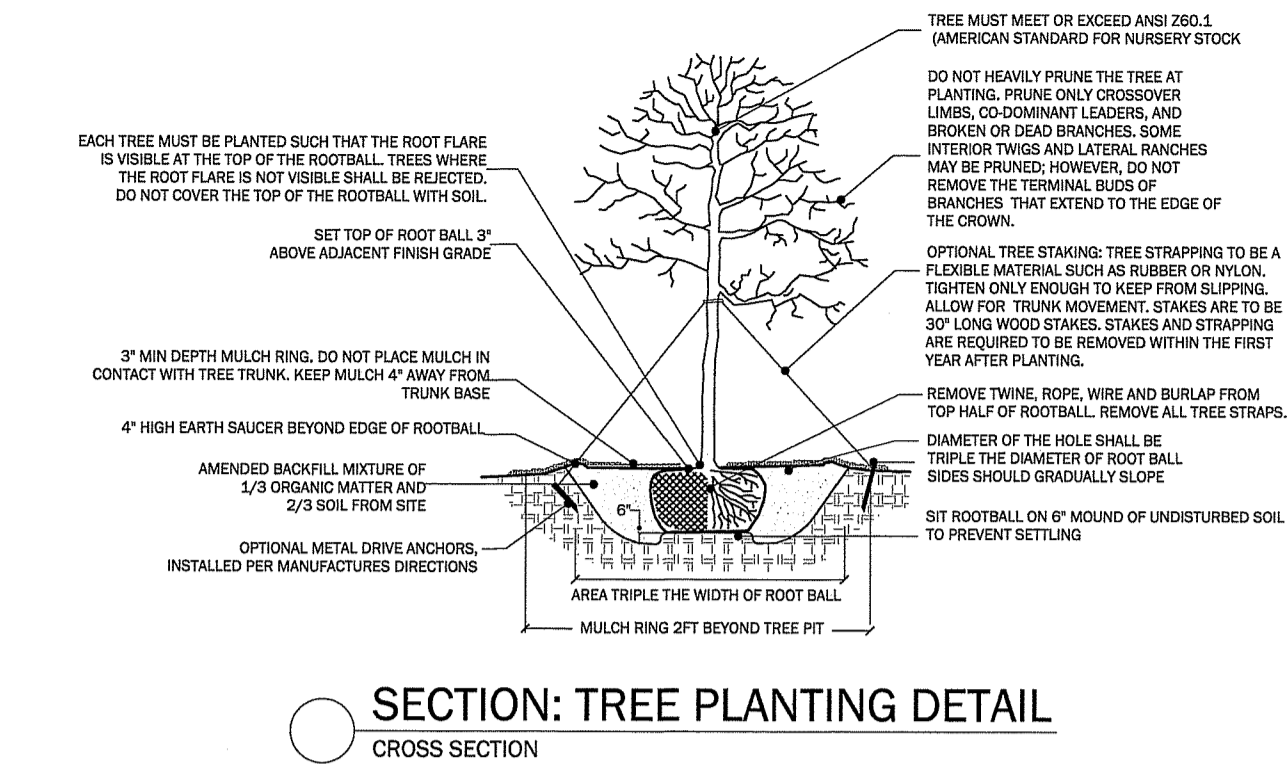 TREE MUST MEET OR EXCEED ANSI Z60.1
(AMERICAN STANDARD FOR NURSERY STOCK
DO NOT HEAVILY PRUNE THE TREE AT
PLANTING. PRUNE ONLY CROSSOVER
LIMBS, CO-DOMINANT LEADERS, AND
BROKEN OR DEAD BRANCHES. SOME
INTERIOR TWIGS AND LATERAL RANCHES
MAY BE PRUNED; HOWEVER, DO NOT
REMOVE THE TERMINAL BUDS OF
BRANCHES THAT EXTEND TO THE EDGE OF
THE CROWN.
EACH TREE MUST BE PLANTED SUCH THAT THE ROOT FLARE
IS VISIBLE AT THE TOP OF THE ROOTBALL. TREES WHERE
THE ROOT FLARE IS NOT VISIBLE SHALL BE REJECTED.
DO NOT COVER THE TOP OF THE ROOTBALL WITH SOIL.
SET TOP OF ROOT BALL 3"
ABOVE ADJACENT FINISH GRADE
OPTIONAL TREE STAKING: TREE STRAPPING TO BE A
FLEXIBLE MATERIAL SUCH AS RUBBER OR NYLON.
TIGHTEN ONLY ENOUGH TO KEEP FROM SLIPPING.
ALLOW FOR TRUNK MOVEMENT. STAKES ARE TO BE
30" LONG WOOD STAKES. STAKES AND STRAPPING
ARE REQUIRED TO BE REMOVED WITHIN THE FIRST
YEAR AFTER PLANTING.
3" MIN DEPTH MULCH RING. DO NOT PLACE MULCH IN
CONTACT WITH TREE TRUNK. KEEP MULCH 4" AWAY FROM
TRUNK BASE
REMOVE TWINE, ROPE, WIRE AND BURLAP FROM
TOP HALF OF ROOTBALL. REMOVE ALL TREE STRAPS.
4" HIGH EARTH SAUCER BEYOND EDGE OF ROOTBALL
DIAMETER OF THE HOLE SHALL BE
TRIPLE THE DIAMETER OF ROOT BALL
SIDES SHOULD GRADUALLY SLOPE
AMENDED BACKFILL MIXTURE OF
1/3 ORGANIC MATTER AND
2/3 SOIL FROM SITE
6"
SIT ROOTBALL ON 6" MOUND OF UNDISTURBED SOIL
TO PREVENT SETTLING
OPTIONAL METAL DRIVE ANCHORS,
INSTALLED PER MANUFACTURES DIRECTIONS
AREA TRIPLE THE WIDTH OF ROOT BALL
MULCH RING 2FT BEYOND TREE PIT
SECTION: TREE PLANTING DETAIL
CROSS SECTION